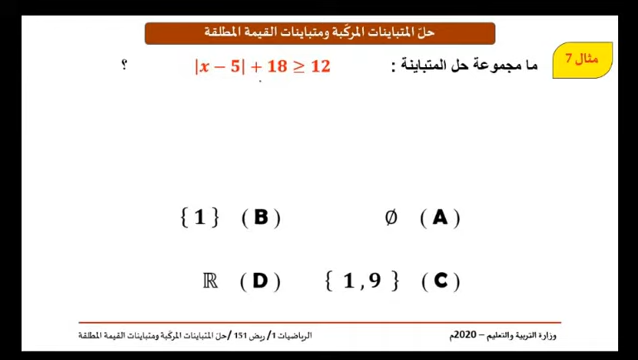 حلّ المتباينات المركّبة ومتباينات القيمة المطلقة
مثال 7
ما مجموعة حل المتباينة : |x − 5| + 18 ≥ 12 ؟
(A) ∅ (B) { 1 }
(C) { 1 , 9 } (D) ℝ
وزارة التربية والتعليم – 2020م الرياضيات 1/ ريض 151 /حلّ المتباينات المركّبة ومتباينات القيمة المطلقة